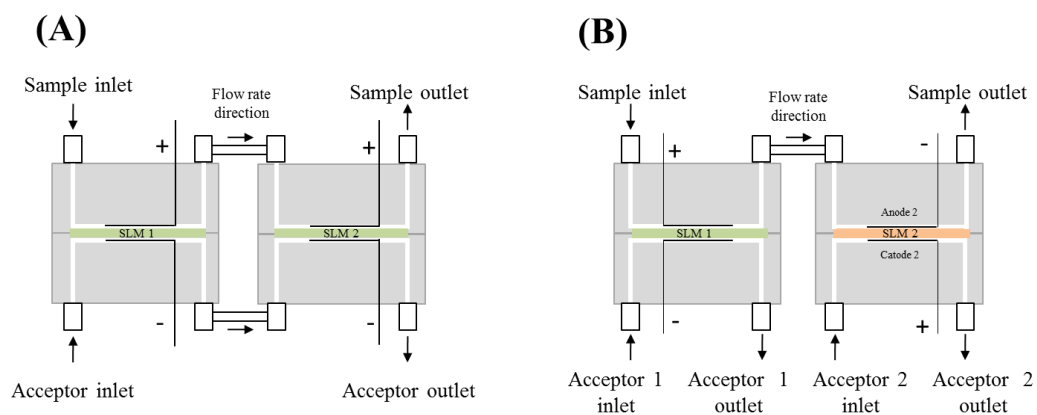 (A)
Sample inlet
Flow rate
direction
Sample outlet
+
+
SLM 1
SLM 2
-
-
Acceptor inlet
Acceptor outlet
(B)
Sample inlet
Flow rate
direction
Sample outlet
+
-
Anode 2
SLM 1
SLM 2
Catode 2
-
+
Acceptor 1
inlet
Acceptor 1
outlet
Acceptor 2
inlet
Acceptor 2
outlet